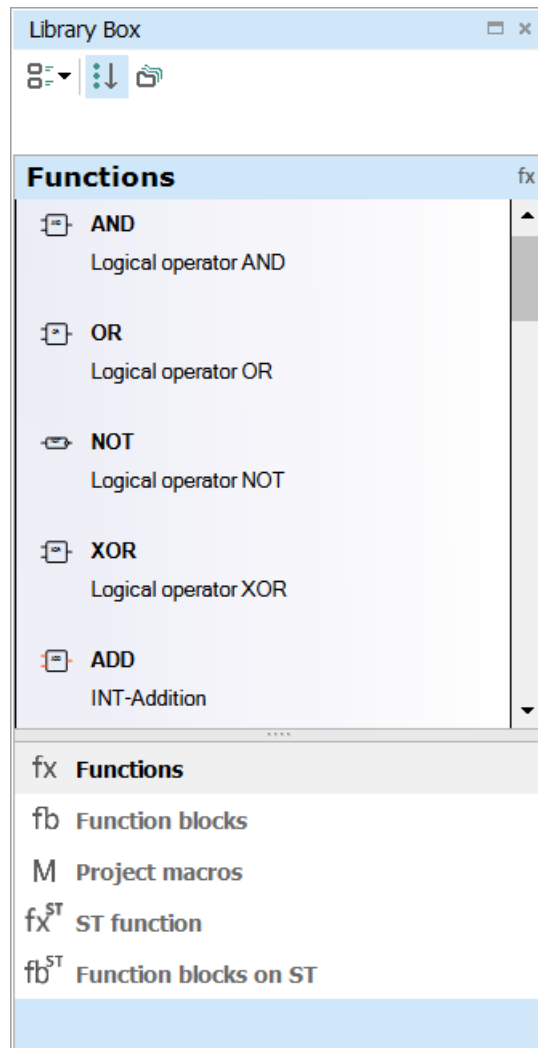 Library Box
Functions fx
AND
Logical operator AND
OR
Logical operator OR
NOT
Logical operator NOT
XOR
Logical operator XOR
ADD
INT-Addition
fx Functions
fb Function blocks
M Project macros
fxST ST function
fbST Function blocks on ST